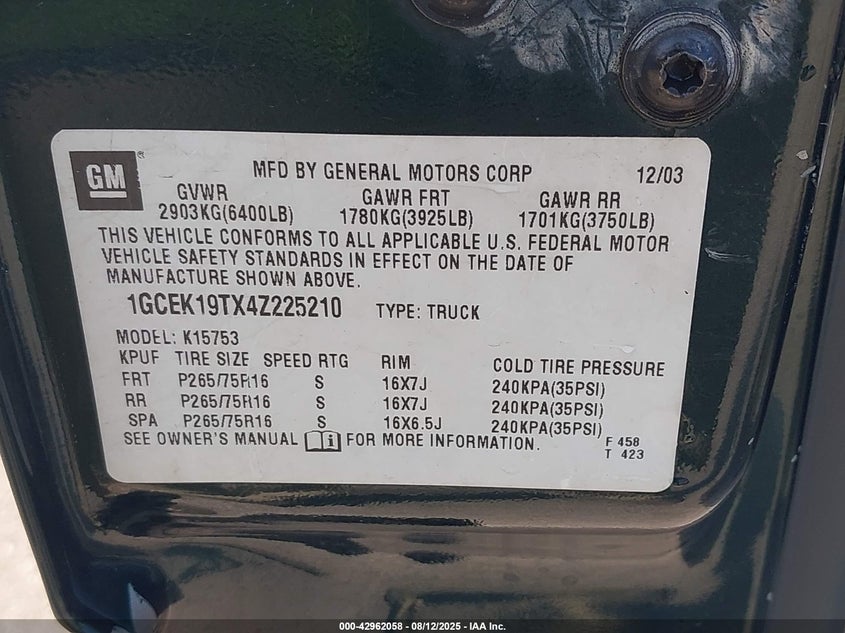 GM
MFD BY GENERAL MOTORS CORP 12/03
GVWR GAWR FRT GAWR RR
2903KG(6400LB) 1780KG(3925LB) 1701KG(3750LB)
THIS VEHICLE CONFORMS TO ALL APPLICABLE U.S. FEDERAL MOTOR
VEHICLE SAFETY STANDARDS IN EFFECT ON THE DATE OF
MANUFACTURE SHOWN ABOVE.
1GCEK19TX4Z225210 TYPE: TRUCK
MODEL: K15753
KPUF TIRE SIZE SPEED RTG RIM COLD TIRE PRESSURE
FRT P265/75R16 S 16X7J 240KPA(35PSI)
RR P265/75R16 S 16X7J 240KPA(35PSI)
SPA P265/75R16 S 16X6.5J 240KPA(35PSI)
SEE OWNER'S MANUAL FOR MORE INFORMATION.
F 458
T 423
000-42962058 - 08/12/2025 - IAA Inc.